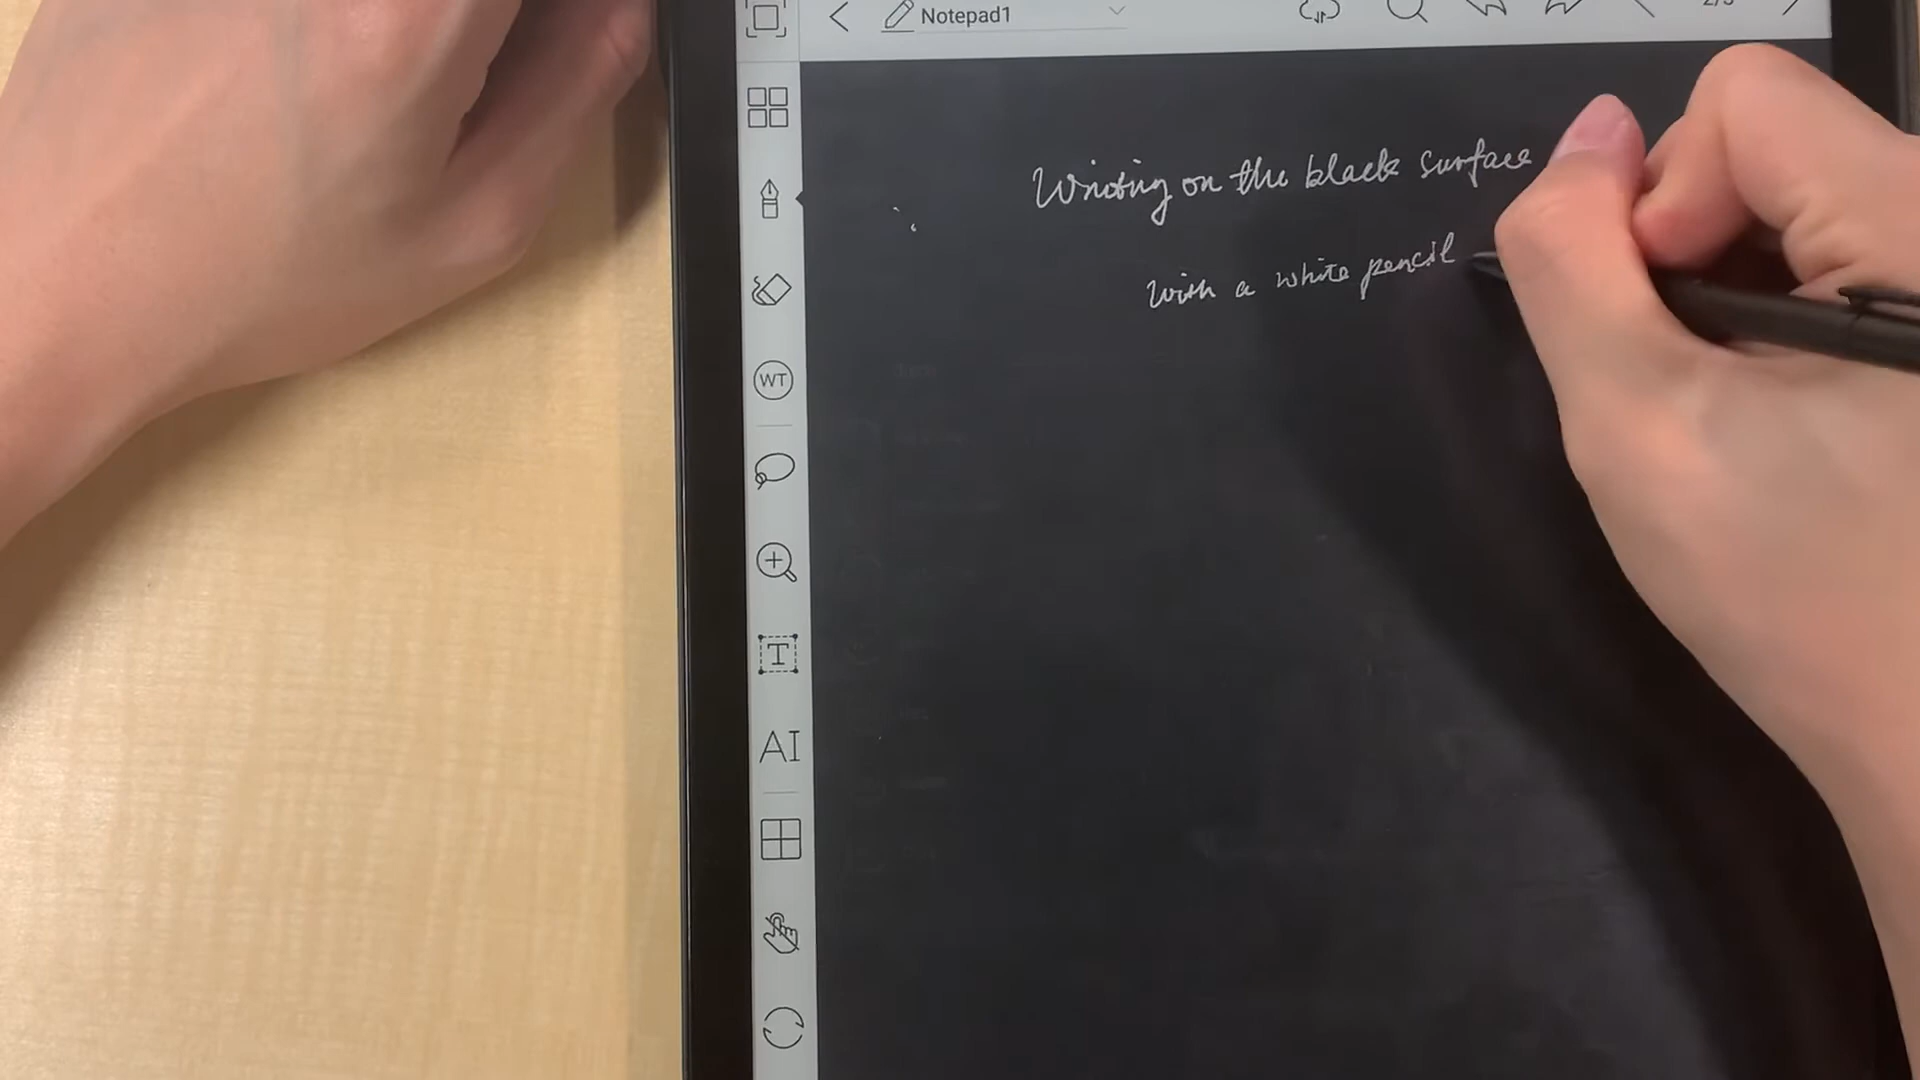 Notepad1
Writing on the black surface
with a white pencil
WT
T
AI